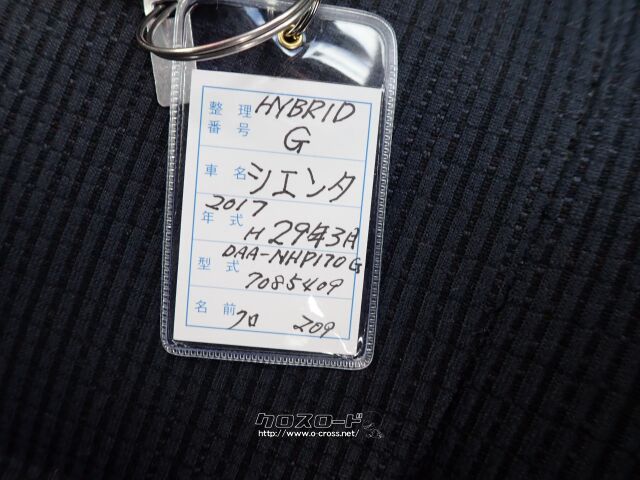 整理 HYBRID
番号 G
車名 シエンタ
2017
年式 H 29年3月
型式 DAA-NHP170G
7085409
名前 クロ 209
クロスロード
http://www.o-cross.net/